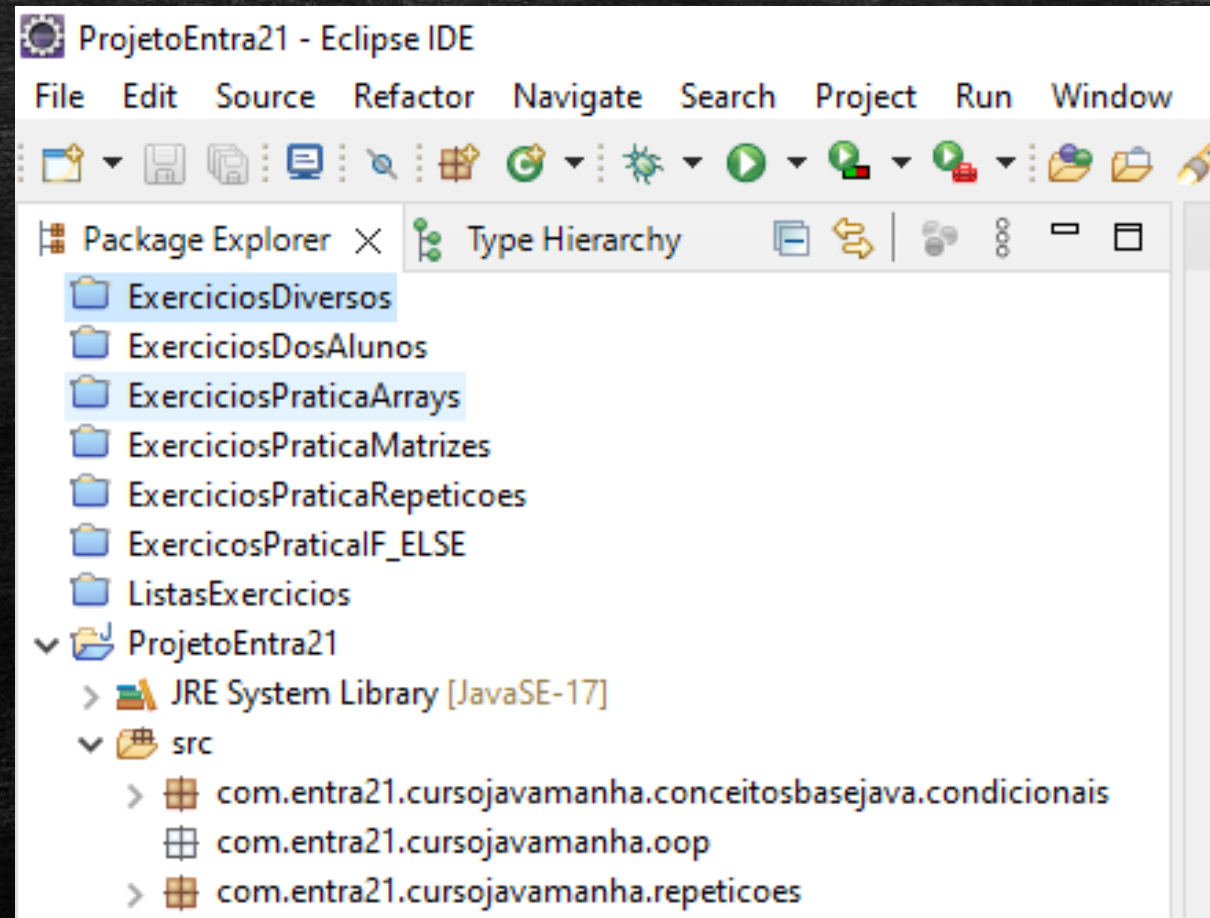 ProjetoEntra21 - Eclipse IDE
File Edit Source Refactor Navigate Search Project Run Window
Package Explorer Type Hierarchy
ExerciciosDiversos
ExerciciosDosAlunos
ExerciciosPraticaArrays
ExerciciosPraticaMatrizes
ExerciciosPraticaRepeticoes
ExercicosPraticaIF_ELSE
ListasExercicios
ProjetoEntra21
JRE System Library [JavaSE-17]
src
com.entra21.cursojavamanha.conceitosbasejava.condicionais
com.entra21.cursojavamanha.oop
com.entra21.cursojavamanha.repeticoes